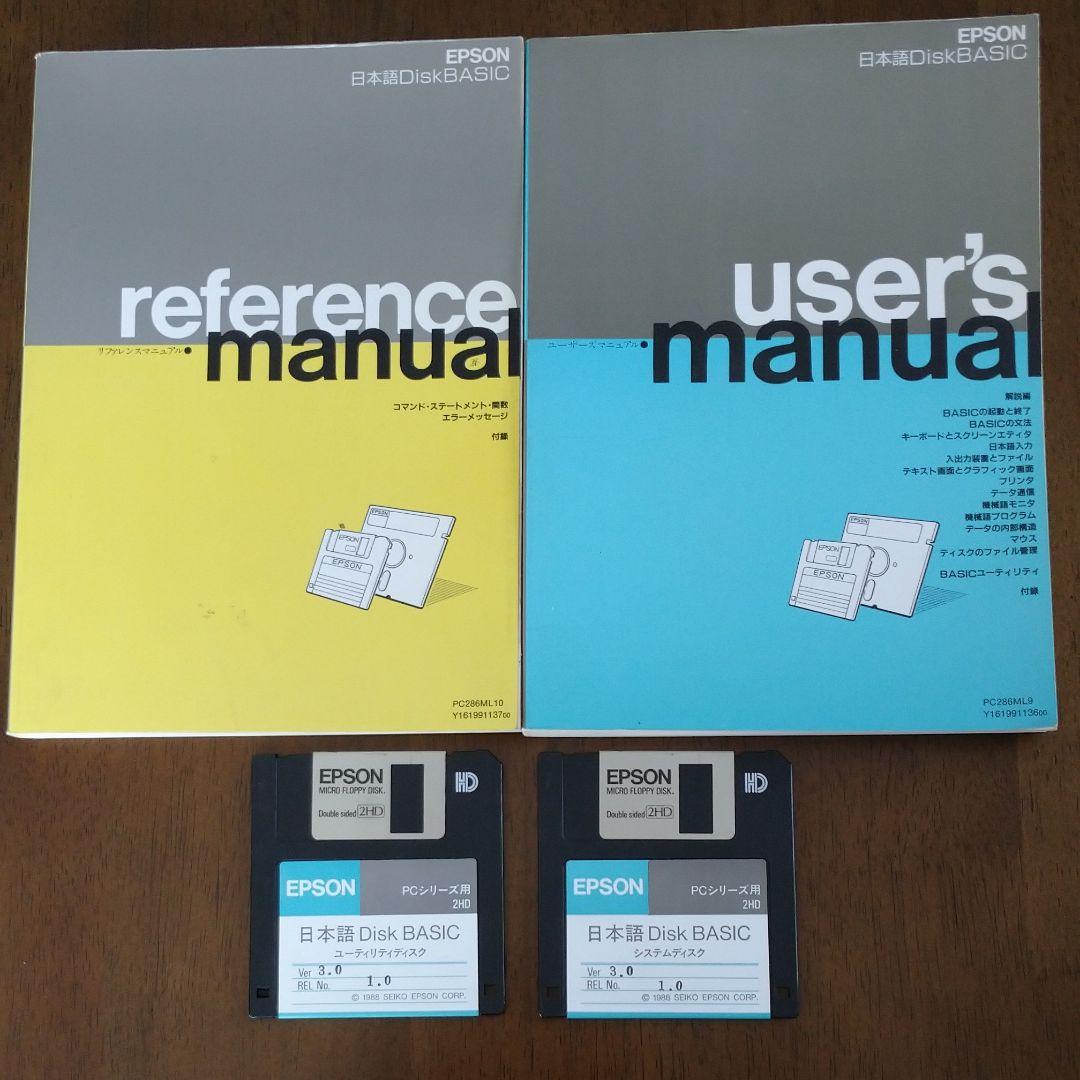 EPSON
日本語DiskBASIC
reference
manual
リファレンスマニュアル●
コマンド・ステートメント・関数
エラーメッセージ
付録
EPSON
EPSON
EPSON
PC286ML10
Y16199113700
EPSON
日本語DiskBASIC
user's
manual
ユーザーズマニュアル●
解説編
BASICの起動と終了
BASICの文法
キーボードとスクリーンエディタ
日本語入力
入出力装置とファイル
テキスト画面とグラフィック画面
プリンタ
データ通信
機械語モニタ
機械語プログラム
データの内部構造
マウス
ディスクのファイル管理
BASICユーティリティ
付録
EPSON
EPSON
EPSON
PC286ML9
Y16199113600
EPSON
MICRO FLOPPY DISK.
Double sided 2HD
HD
EPSON
PCシリーズ用
2HD
日本語 Disk BASIC
ユーティリティディスク
Ver 3.0
REL No. 1.0
© 1988 SEIKO EPSON CORP.
EPSON
MICRO FLOPPY DISK.
Double sided 2HD
HD
EPSON
PCシリーズ用
2HD
日本語 Disk BASIC
システムディスク
Ver 3.0
REL No. 1.0
© 1988 SEIKO EPSON CORP.